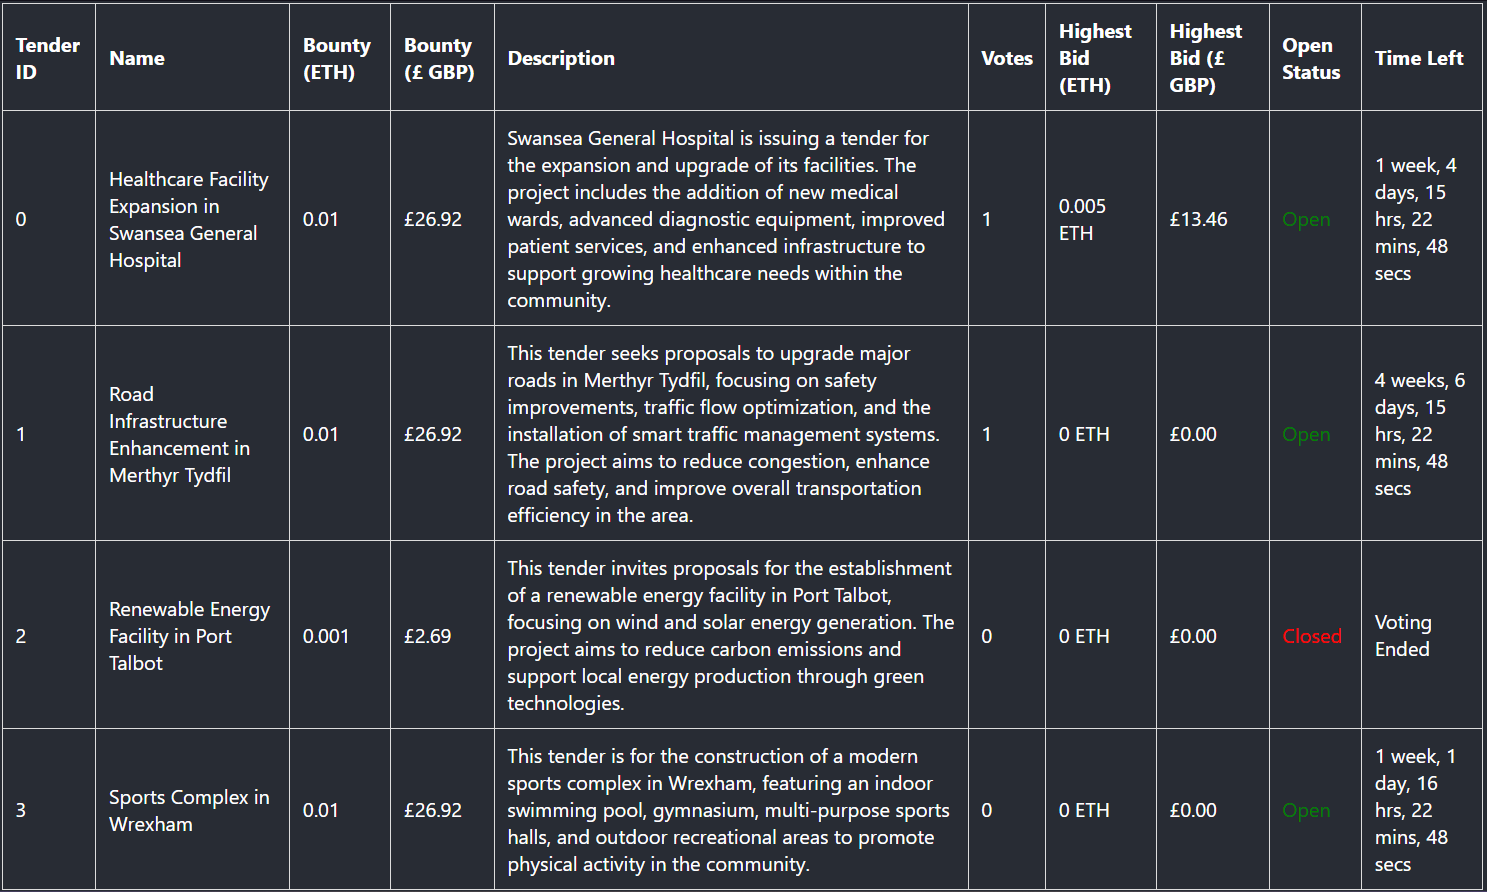 Tender
ID
Name
Bounty
(ETH)
Bounty
(£ GBP)
Description
Votes
Highest
Bid
(ETH)
Highest
Bid (£
GBP)
Open
Status
Time Left
0
Healthcare Facility
Expansion in
Swansea General
Hospital
0.01
£26.92
Swansea General Hospital is issuing a tender for
the expansion and upgrade of its facilities. The
project includes the addition of new medical
wards, advanced diagnostic equipment, improved
patient services, and enhanced infrastructure to
support growing healthcare needs within the
community.
1
0.005
ETH
£13.46
Open
1 week, 4
days, 15
hrs, 22
mins, 48
secs
1
Road
Infrastructure
Enhancement in
Merthyr Tydfil
0.01
£26.92
This tender seeks proposals to upgrade major
roads in Merthyr Tydfil, focusing on safety
improvements, traffic flow optimization, and the
installation of smart traffic management systems.
The project aims to reduce congestion, enhance
road safety, and improve overall transportation
efficiency in the area.
1
0 ETH
£0.00
Open
4 weeks, 6
days, 15
hrs, 22
mins, 48
secs
2
Renewable Energy
Facility in Port
Talbot
0.001
£2.69
This tender invites proposals for the establishment
of a renewable energy facility in Port Talbot,
focusing on wind and solar energy generation. The
project aims to reduce carbon emissions and
support local energy production through green
technologies.
0
0 ETH
£0.00
Closed
Voting
Ended
3
Sports Complex in
Wrexham
0.01
£26.92
This tender is for the construction of a modern
sports complex in Wrexham, featuring an indoor
swimming pool, gymnasium, multi-purpose sports
halls, and outdoor recreational areas to promote
physical activity in the community.
0
0 ETH
£0.00
Open
1 week, 1
day, 16
hrs, 22
mins, 48
secs